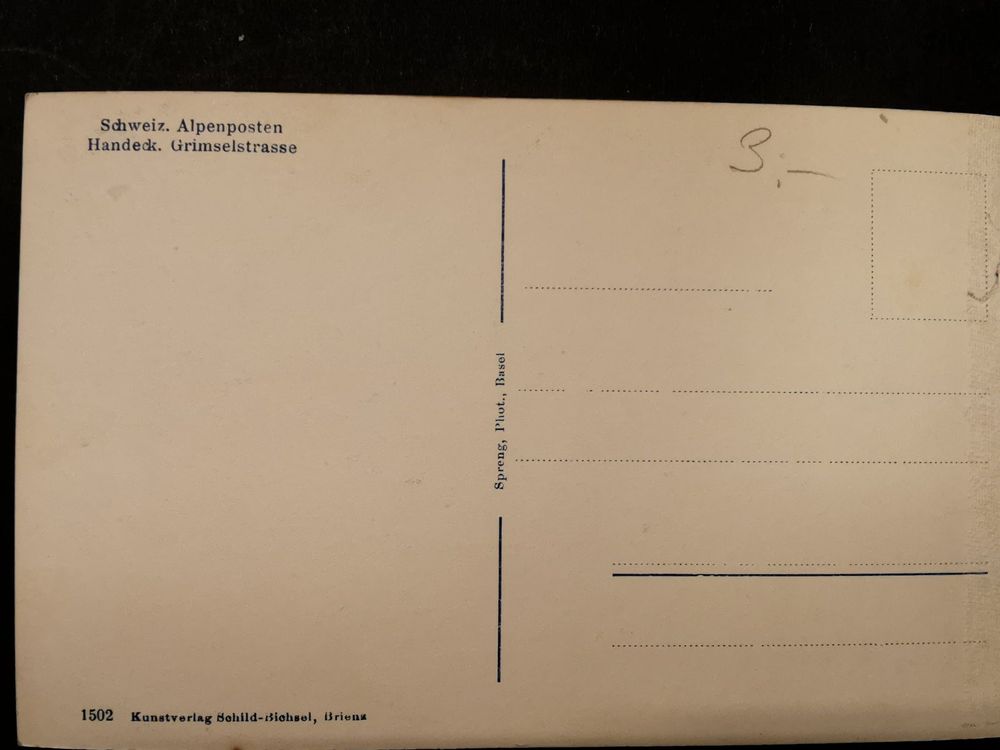 Schweiz. Alpenposten
Handeck. Grimselstrasse
3.—
Spreng, Phot., Basel
1502 Kunstverlag Schild-Bichsel, Brienz